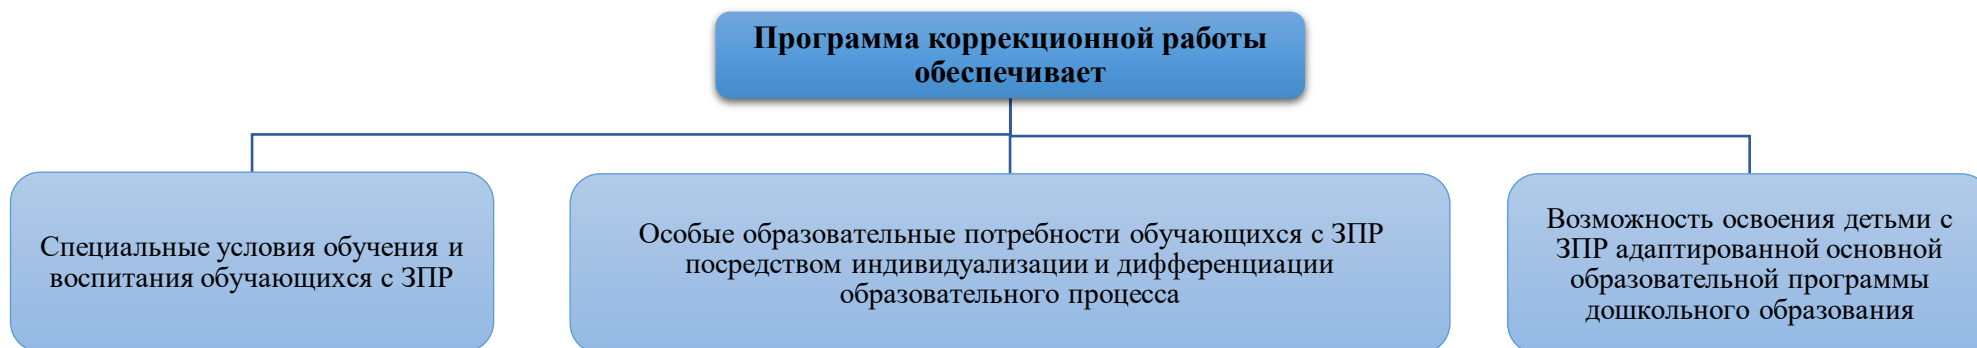 Программа коррекционной работы
обеспечивает
Специальные условия обучения и
воспитания обучающихся с ЗПР
Особые образовательные потребности обучающихся с ЗПР
посредством индивидуализации и дифференциации
образовательного процесса
Возможность освоения детьми с
ЗПР адаптированной основной
образовательной программы
дошкольного образования